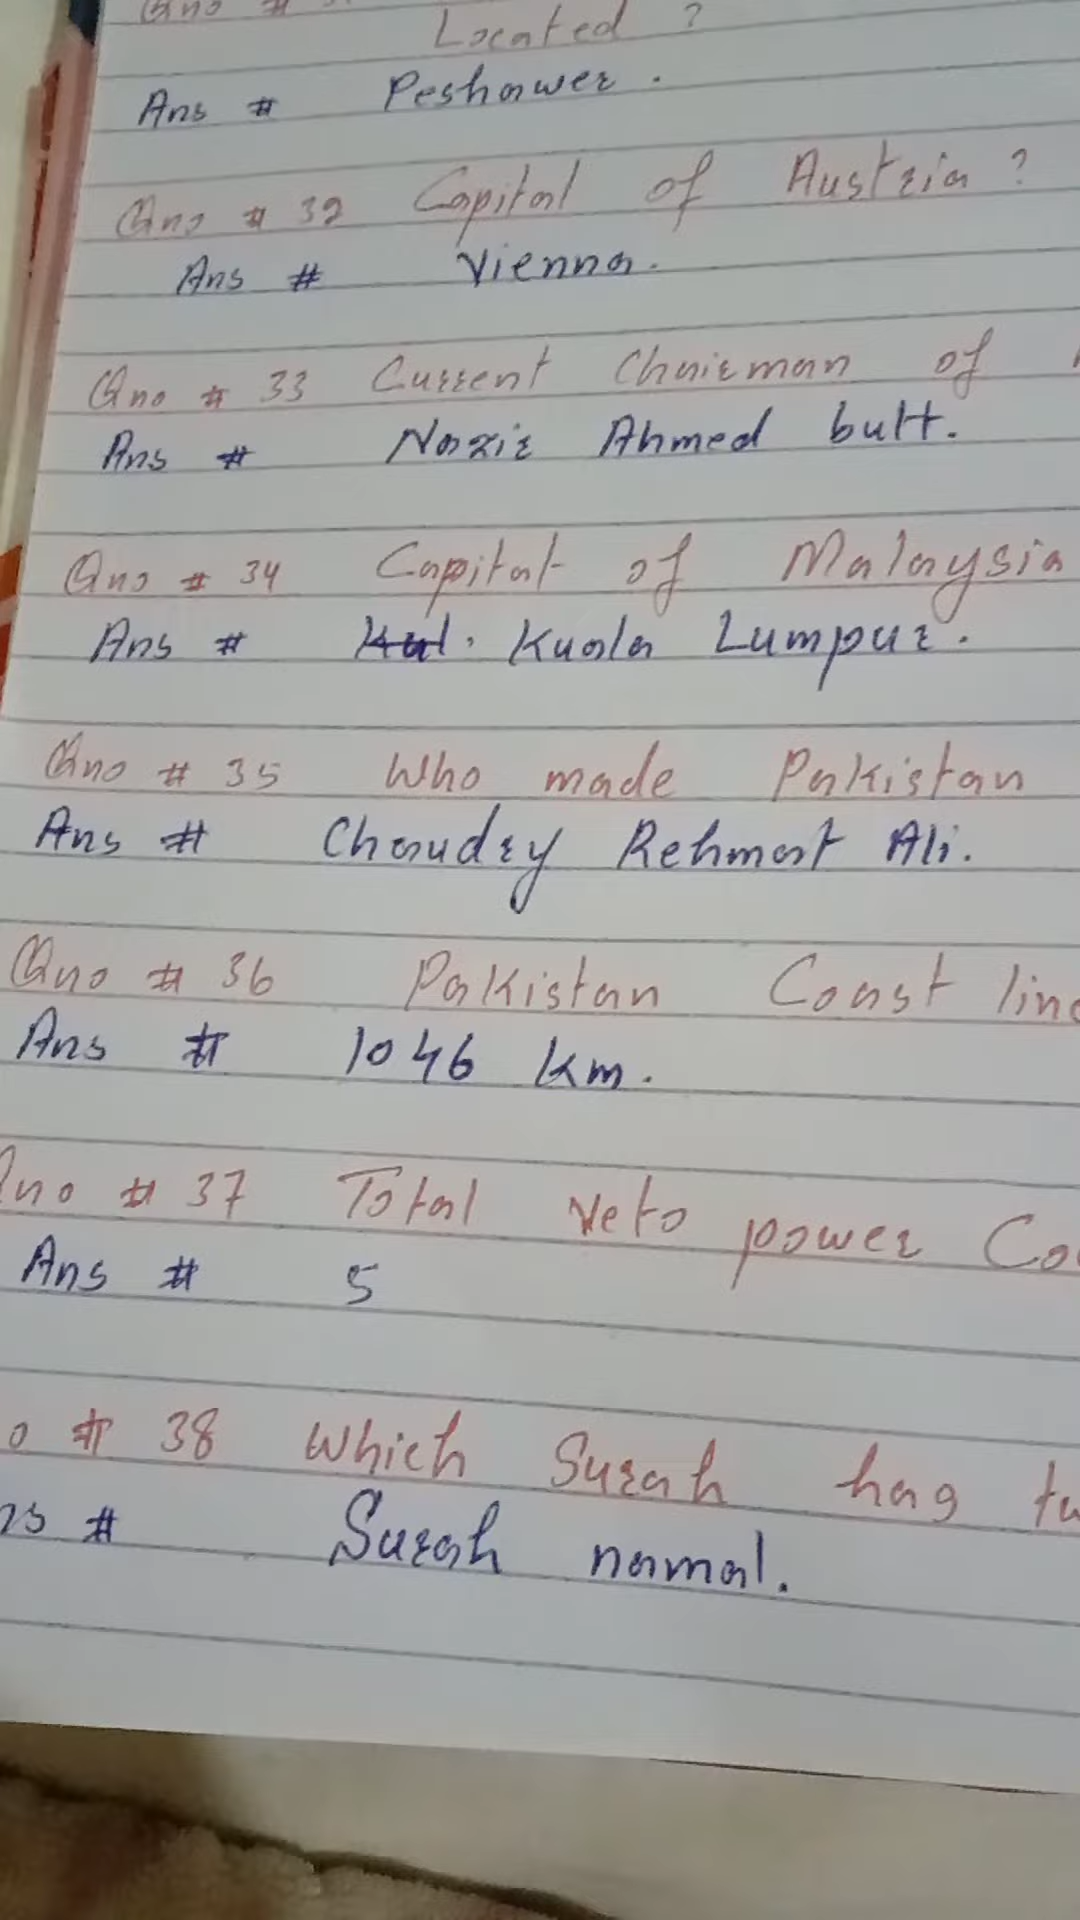 Located ?
Ans # Peshawer.
Qno # 32 Capital of Austria ?
Ans # Vienna.
Qno # 33 Current Chairman of
Ans # Nazir Ahmed butt.
Qno # 34 Capital of Malaysia
Ans # Kuala Lumpur.
Qno # 35 Who made Pakistan
Ans # Choudry Rehmat Ali.
Qno # 36 Pakistan Coast line
Ans # 1046 km.
Qno # 37 Total Veto power Co
Ans # 5
o # 38 Which Surah has tw
ns # Surah namal.